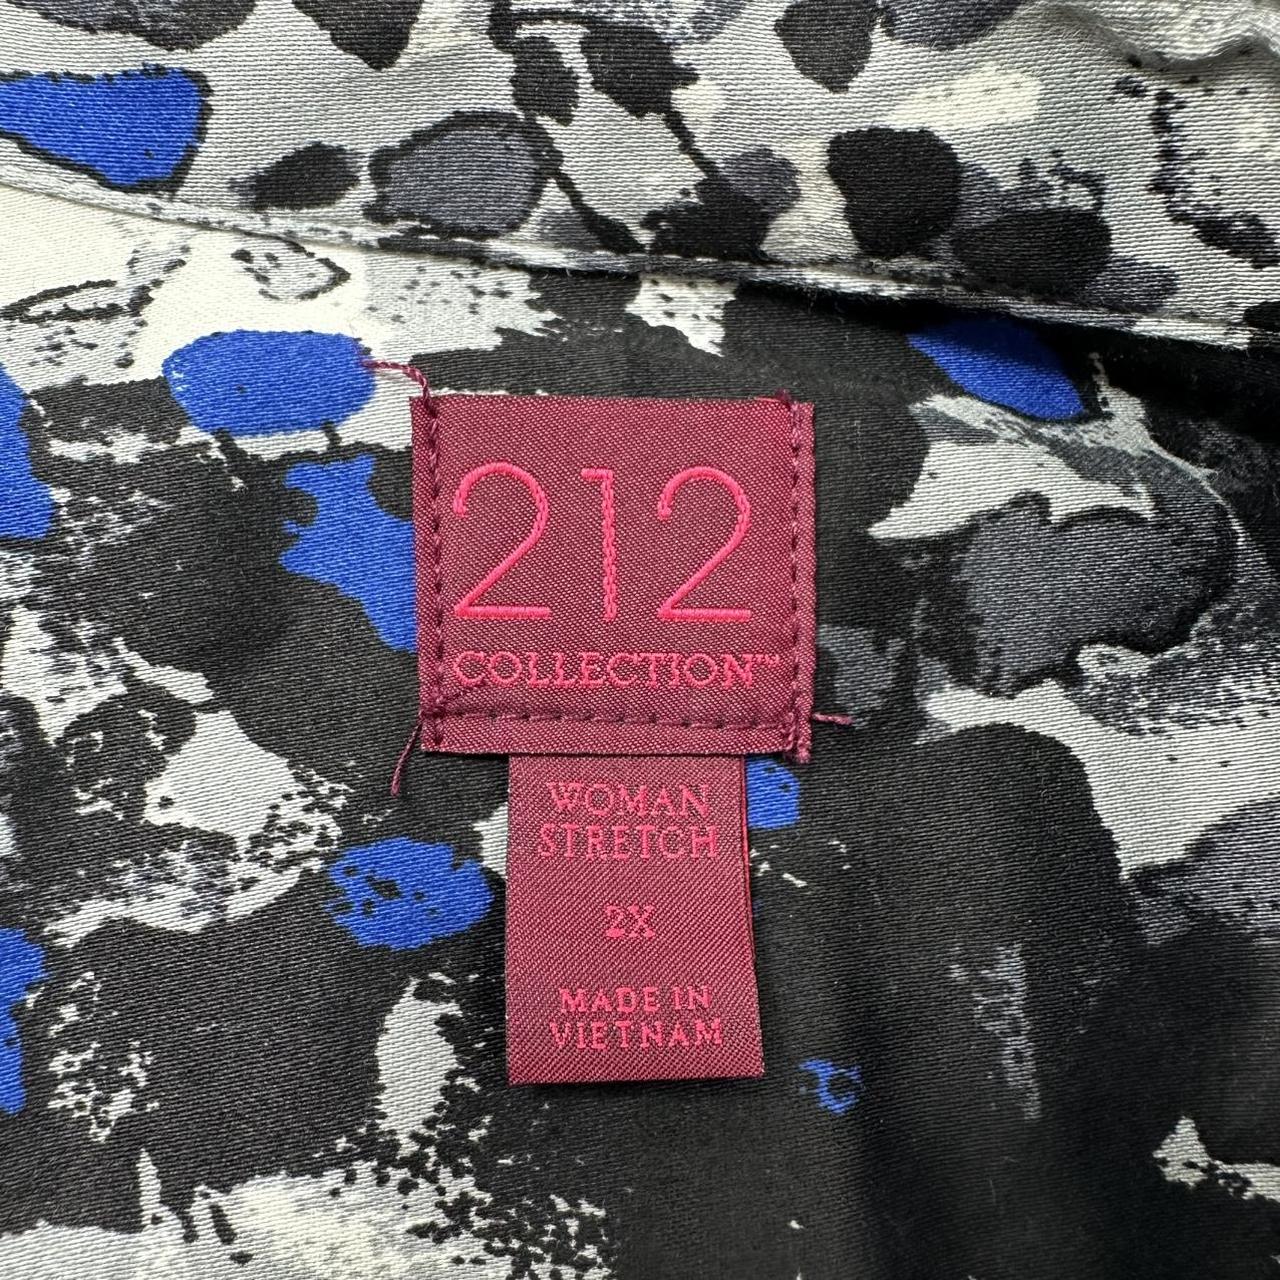 212
COLLECTION™
WOMAN
STRETCH
2X
MADE IN
VIETNAM